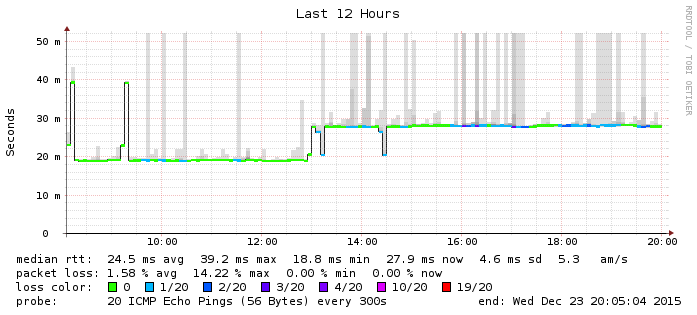 Last 12 Hours
RRDTOOL / TOBI OETIKER
Seconds
50 m
40 m
30 m
20 m
10 m
0
10:00 12:00 14:00 16:00 18:00 20:00
median rtt: 24.5 ms avg 39.2 ms max 18.8 ms min 27.9 ms now 4.6 ms sd 5.3 am/s
packet loss: 1.58 % avg 14.22 % max 0.00 % min 0.00 % now
loss color: 0 1/20 2/20 3/20 4/20 10/20 19/20
probe: 20 ICMP Echo Pings (56 Bytes) every 300s end: Wed Dec 23 20:05:04 2015